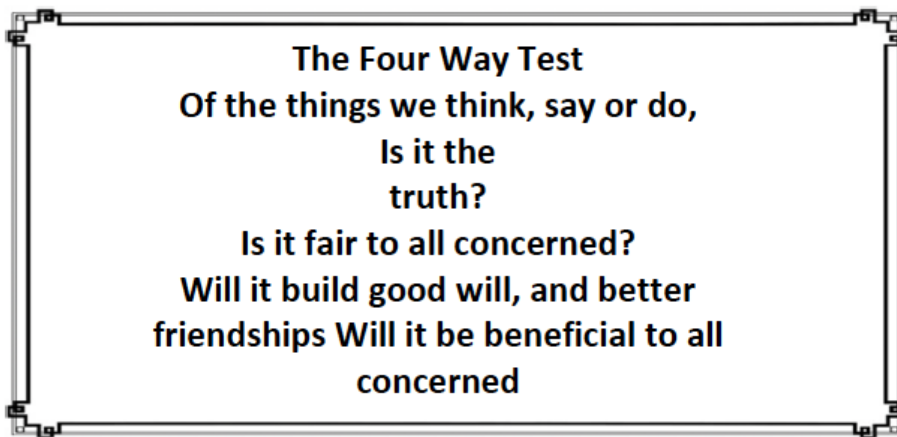 The Four Way Test
Of the things we think, say or do,
Is it the
truth?
Is it fair to all concerned?
Will it build good will, and better
friendships Will it be beneficial to all
concerned